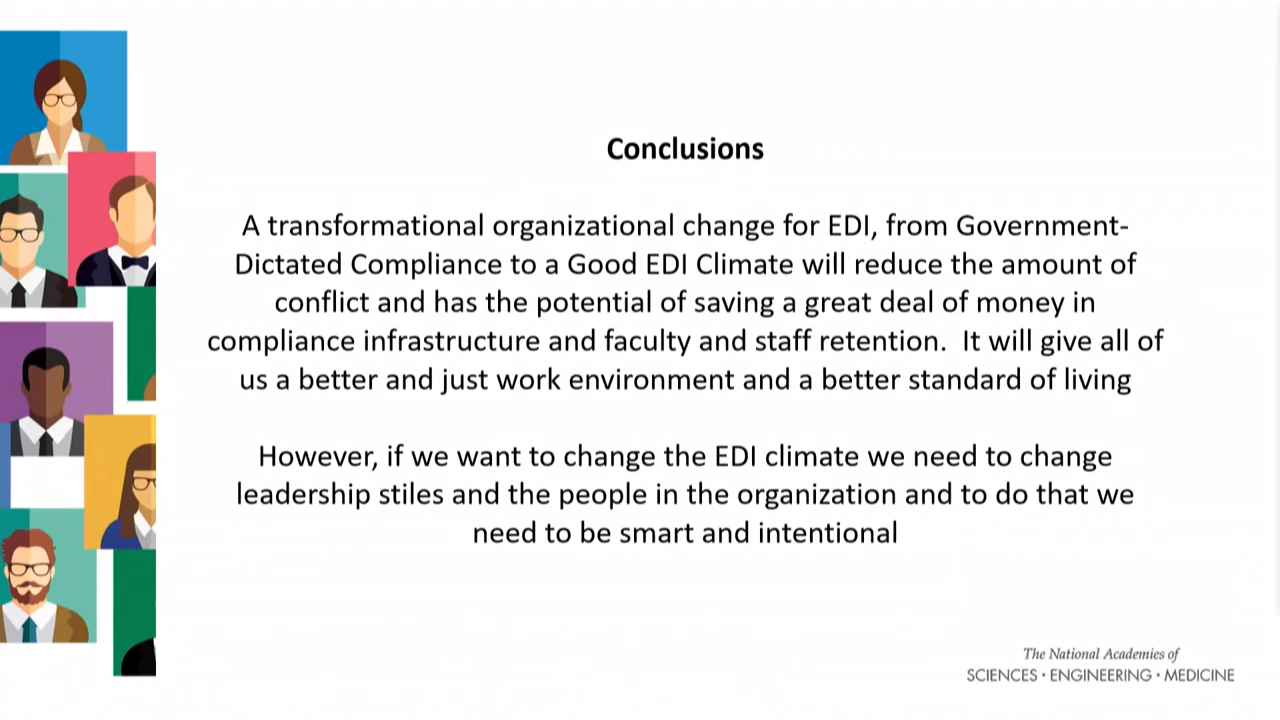 Conclusions
A transformational organizational change for EDI, from Government-
Dictated Compliance to a Good EDI Climate will reduce the amount of
conflict and has the potential of saving a great deal of money in
compliance infrastructure and faculty and staff retention.  It will give all of
us a better and just work environment and a better standard of living
However, if we want to change the EDI climate we need to change
leadership stiles and the people in the organization and to do that we
need to be smart and intentional
The National Academies of
SCIENCES · ENGINEERING · MEDICINE